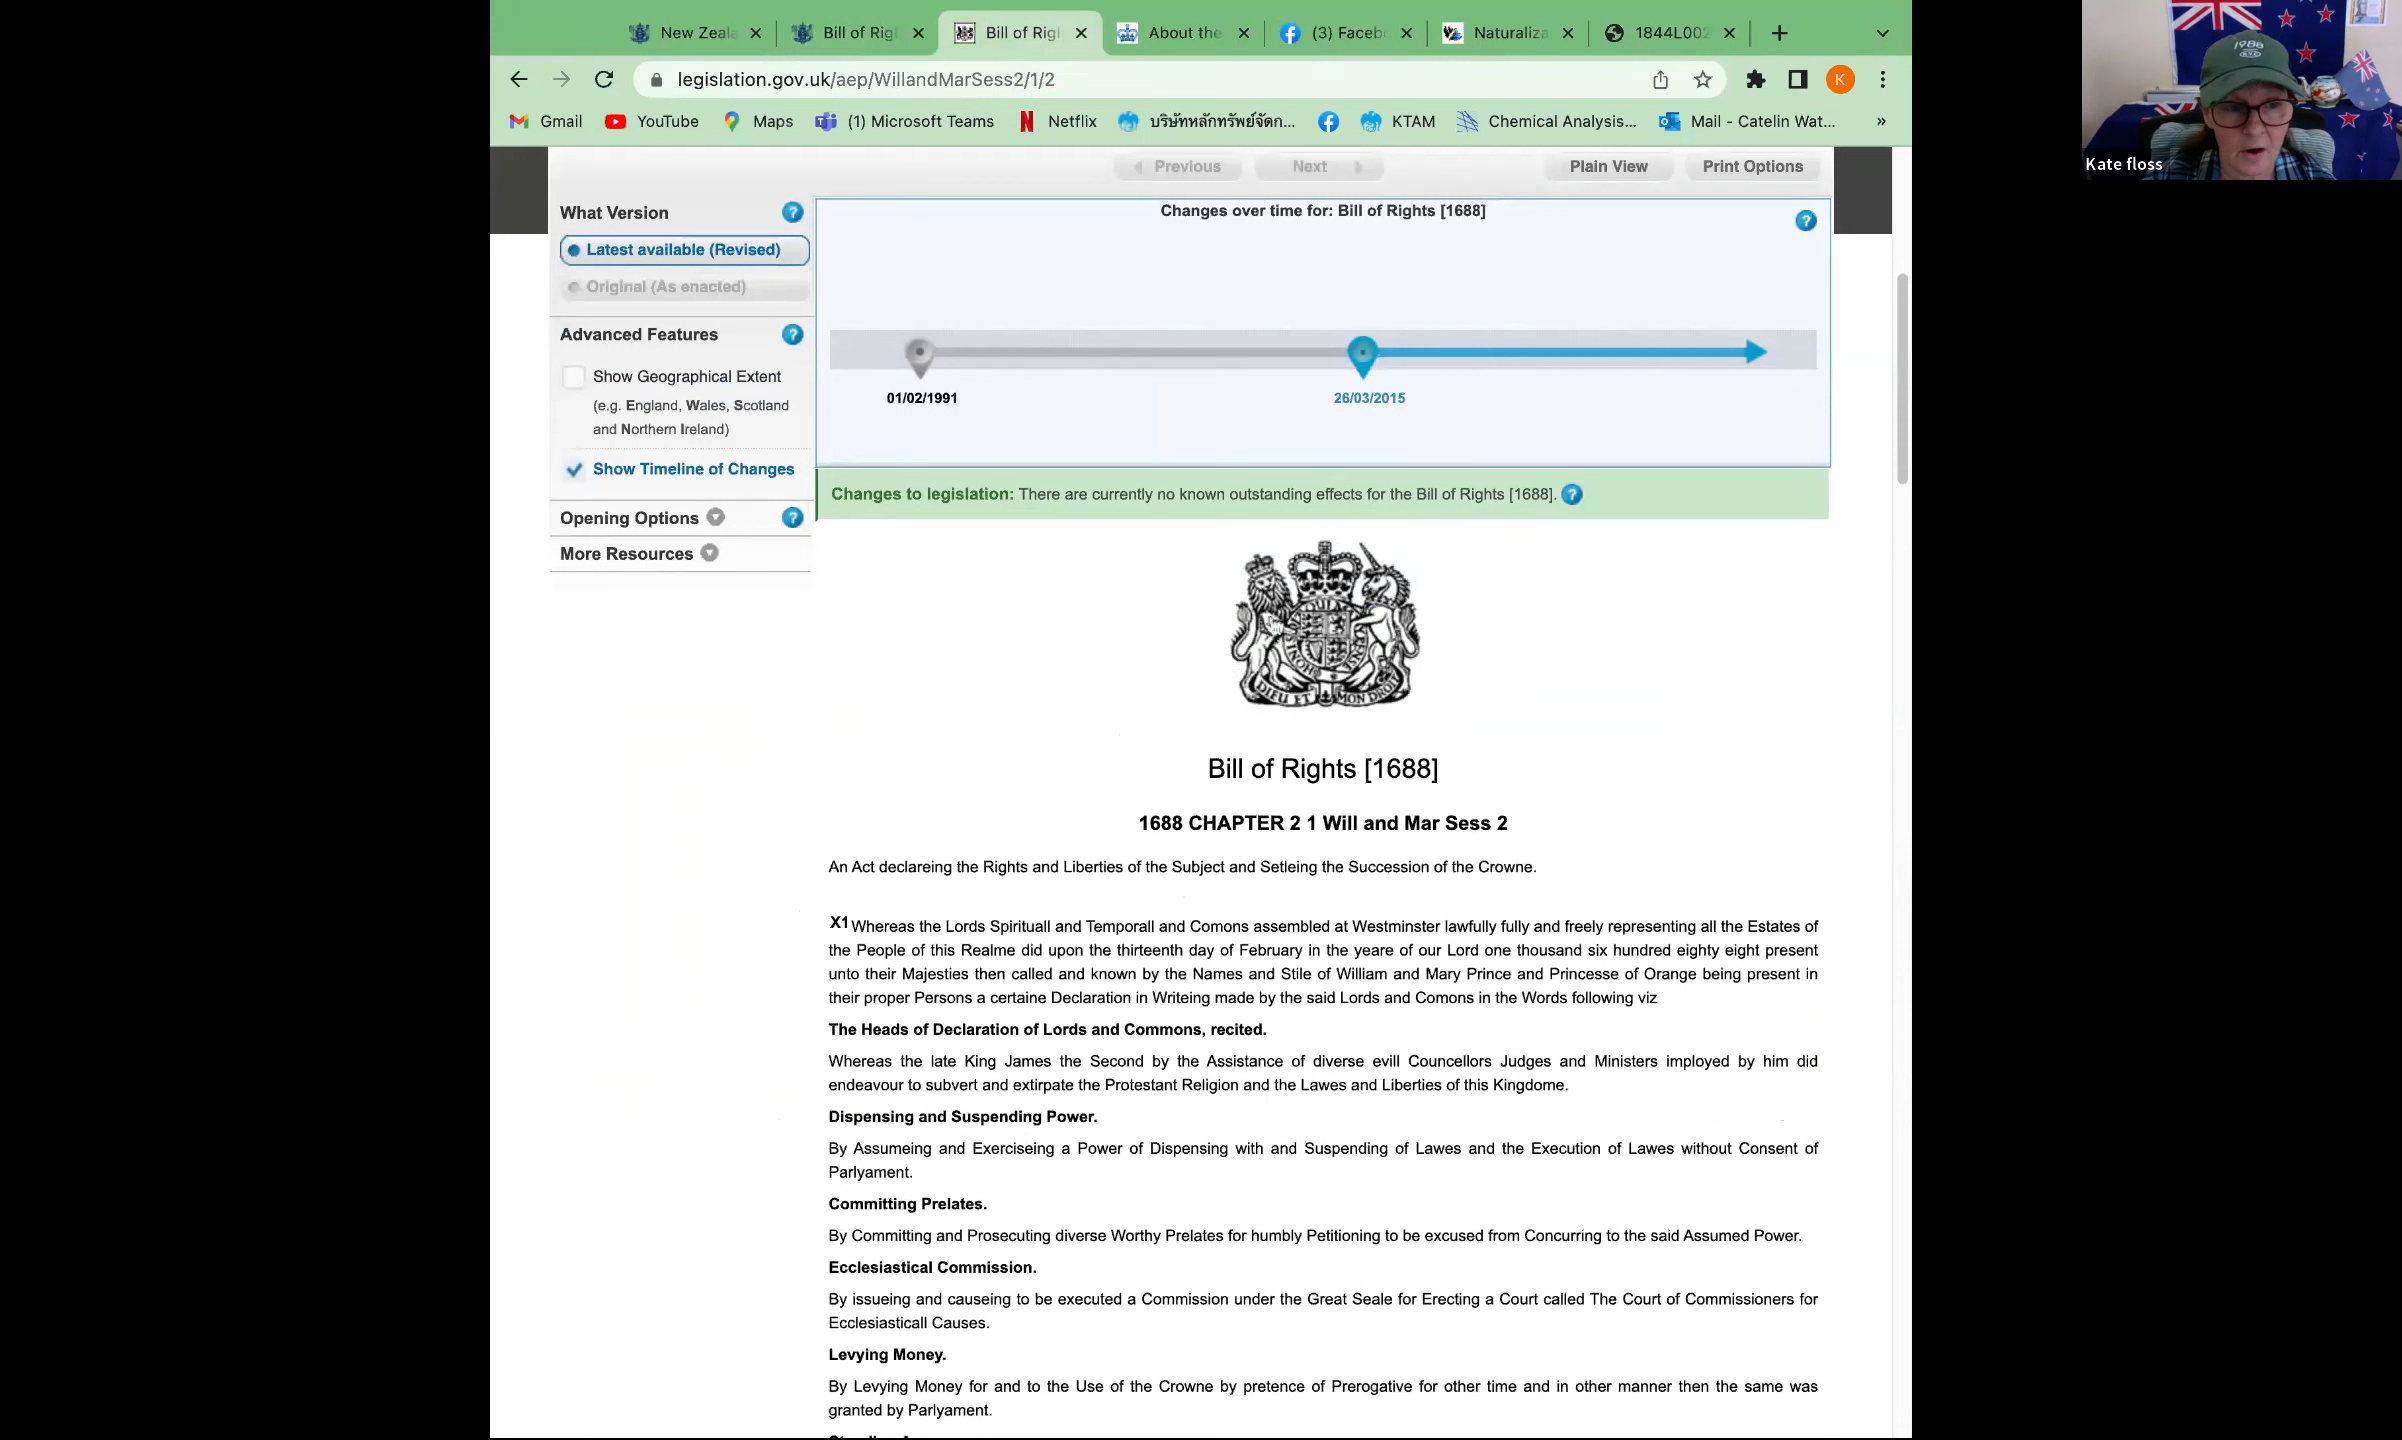 New Zeala
Bill of Righ
Bill of Righ
About the
(3) Facebo
Naturaliza
1844L002
legislation.gov.uk/aep/WillandMarSess2/1/2
K
Gmail
YouTube
Maps
(1) Microsoft Teams
Netflix
บริษัทหลักทรัพย์จัดก...
KTAM
Chemical Analysis...
Mail - Catelin Wat...
»
1988
Kate floss
Previous
Next
Plain View
Print Options
What Version
Latest available (Revised)
Original (As enacted)
Advanced Features
Show Geographical Extent
(e.g. England, Wales, Scotland
and Northern Ireland)
Show Timeline of Changes
Opening Options
More Resources
Changes over time for: Bill of Rights [1688]
01/02/1991
26/03/2015
Changes to legislation: There are currently no known outstanding effects for the Bill of Rights [1688].
DIEU ET MON DROIT
Bill of Rights [1688]
1688 CHAPTER 2 1 Will and Mar Sess 2
An Act declareing the Rights and Liberties of the Subject and Setleing the Succession of the Crowne.
X1 Whereas the Lords Spirituall and Temporall and Comons assembled at Westminster lawfully fully and freely representing all the Estates of
the People of this Realme did upon the thirteenth day of February in the yeare of our Lord one thousand six hundred eighty eight present
unto their Majesties then called and known by the Names and Stile of William and Mary Prince and Princesse of Orange being present in
their proper Persons a certaine Declaration in Writeing made by the said Lords and Comons in the Words following viz
The Heads of Declaration of Lords and Commons, recited.
Whereas the late King James the Second by the Assistance of diverse evill Councellors Judges and Ministers imployed by him did
endeavour to subvert and extirpate the Protestant Religion and the Lawes and Liberties of this Kingdome.
Dispensing and Suspending Power.
By Assumeing and Exerciseing a Power of Dispensing with and Suspending of Lawes and the Execution of Lawes without Consent of
Parlyament.
Committing Prelates.
By Committing and Prosecuting diverse Worthy Prelates for humbly Petitioning to be excused from Concurring to the said Assumed Power.
Ecclesiastical Commission.
By issueing and causeing to be executed a Commission under the Great Seale for Erecting a Court called The Court of Commissioners for
Ecclesiasticall Causes.
Levying Money.
By Levying Money for and to the Use of the Crowne by pretence of Prerogative for other time and in other manner then the same was
granted by Parlyament.